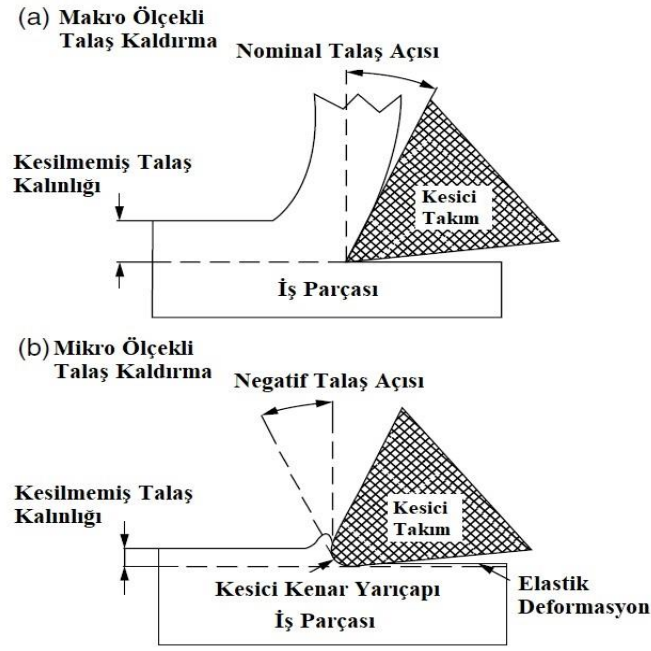 (a) Makro Ölçekli
Talaş Kaldırma
Nominal Talaş Açısı
Kesilmemiş Talaş
Kalınlığı
Kesici
Takım
İş Parçası
(b) Mikro Ölçekli
Talaş Kaldırma
Negatif Talaş Açısı
Kesilmemiş Talaş
Kalınlığı
Kesici
Takım
Kesici Kenar Yarıçapı
İş Parçası
Elastik
Deformasyon